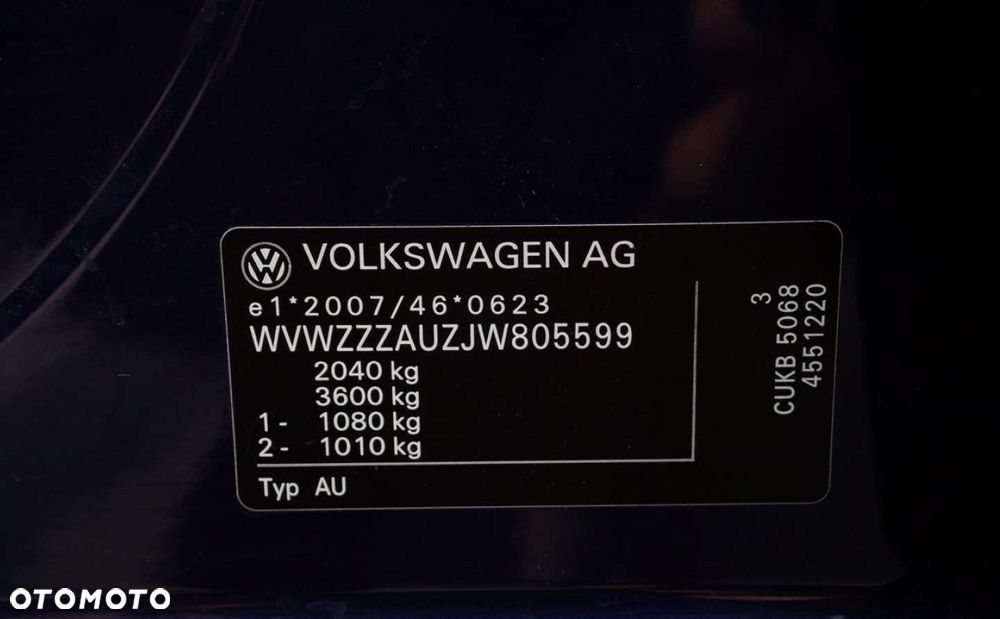 VOLKSWAGEN AG
e1*2007/46*0623
WVWZZZAUZJW805599
2040 kg
3600 kg
1- 1080 kg
2- 1010 kg
Typ AU
3
CUKB 5068
4551220
OTOMOTO